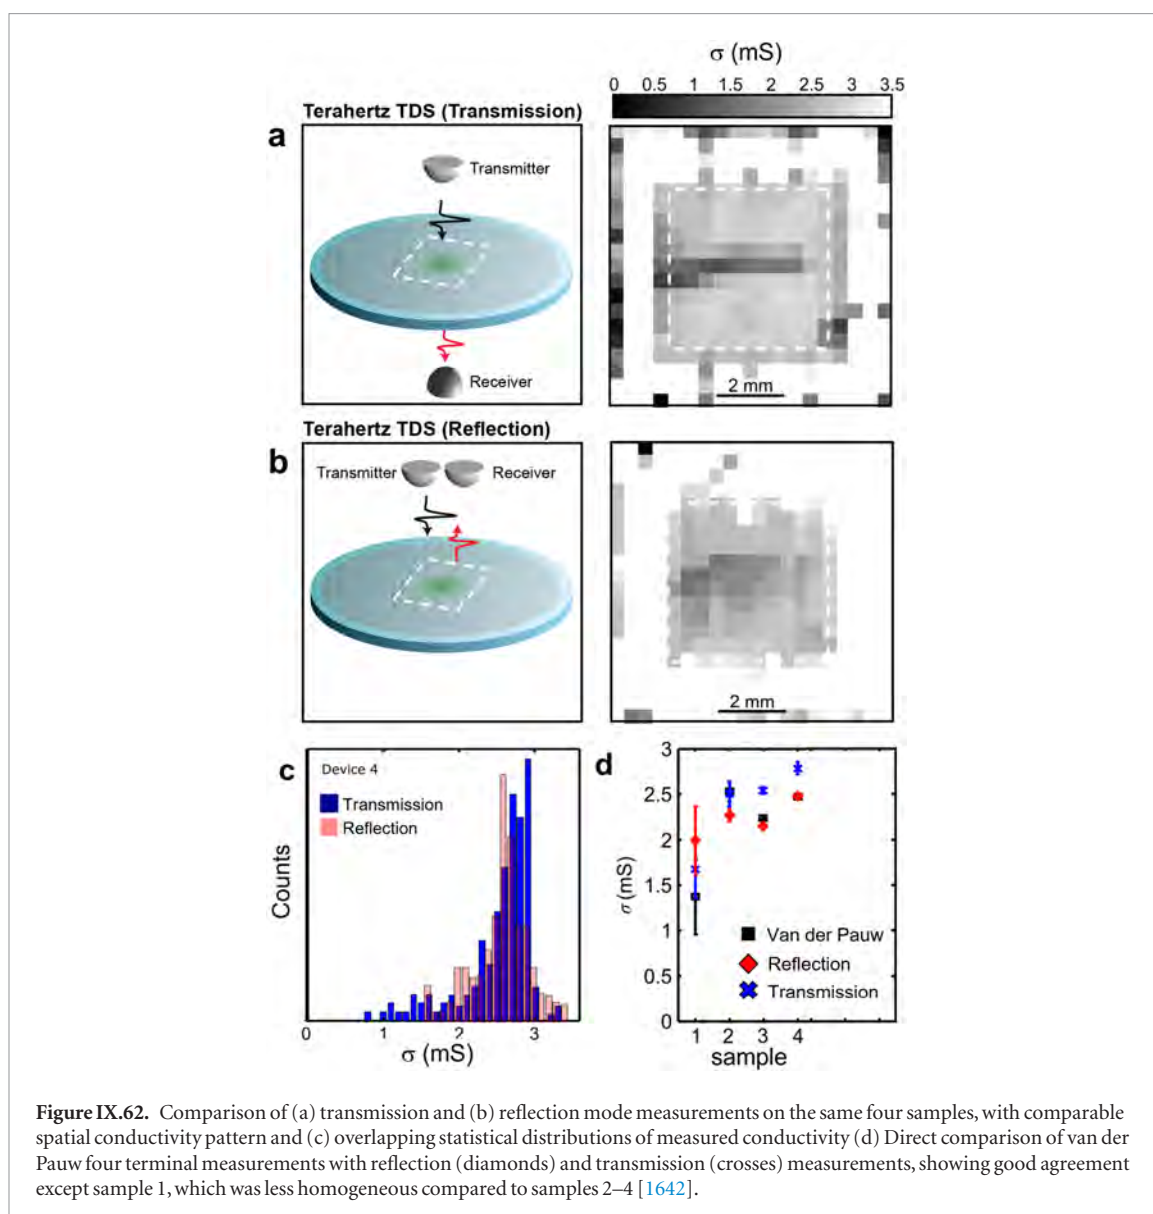 σ (mS)
0 0.5 1 1.5 2 2.5 3 3.5
Terahertz TDS (Transmission)
a
Transmitter
Receiver
2 mm
Terahertz TDS (Reflection)
b
Transmitter
Receiver
2 mm
c
Device 4
Transmission
Reflection
Counts
0 1 2 3
σ (mS)
d
3
2.5
2
1.5
1
0.5
0
σ (mS)
Van der Pauw
Reflection
Transmission
1 2 3 4
sample
Figure IX.62. Comparison of (a) transmission and (b) reflection mode measurements on the same four samples, with comparable
spatial conductivity pattern and (c) overlapping statistical distributions of measured conductivity (d) Direct comparison of van der
Pauw four terminal measurements with reflection (diamonds) and transmission (crosses) measurements, showing good agreement
except sample 1, which was less homogeneous compared to samples 2–4 [1642].